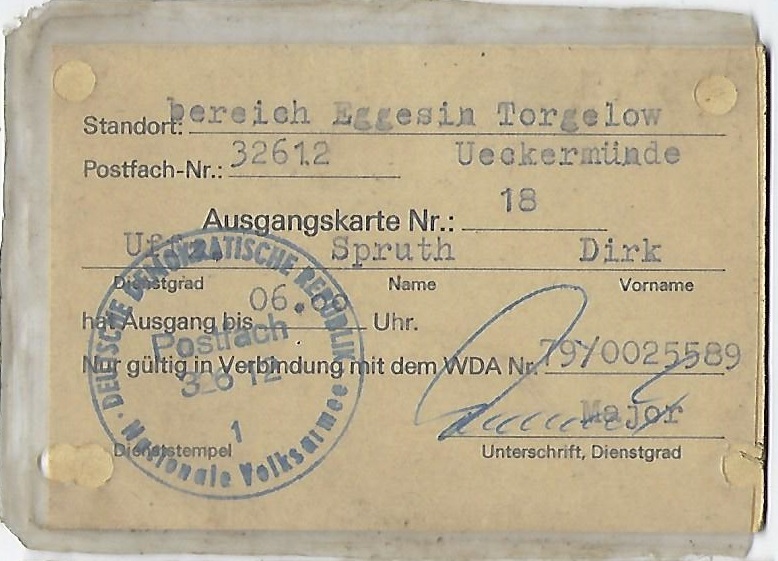 Standort: bereich Eggesin Torgelow
Postfach-Nr.: 32612 Ueckermünde
Ausgangskarte Nr.: 18
Uffz. Spruth Dirk
Dienstgrad Name Vorname
hat Ausgang bis 06.00 Uhr.
Nur gültig in Verbindung mit dem WDA Nr. 79/0025589
Major
Dienststempel Unterschrift, Dienstgrad
DEUTSCHE DEMOKRATISCHE REPUBLIK
Postfach
32612
1
Nationale Volksarmee